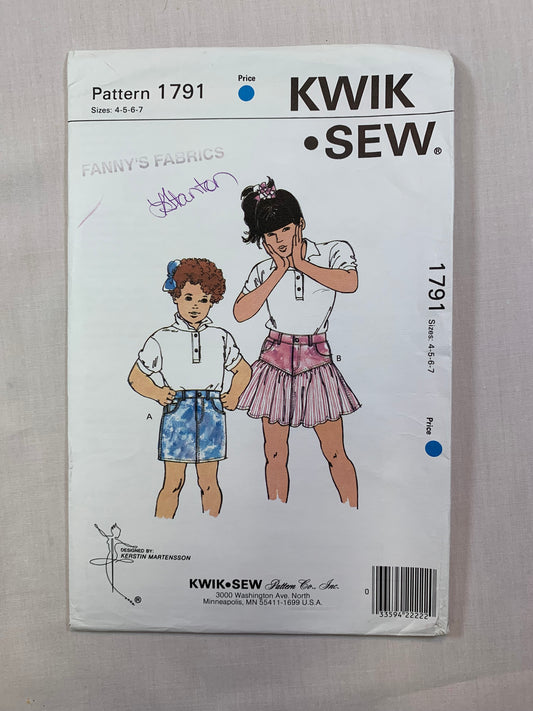 Pattern 1791
Sizes: 4-5-6-7
Price
KWIK
•SEW®
FANNY'S FABRICS
1791
Sizes: 4-5-6-7
Price
A
B
DESIGNED BY:
KERSTIN MARTENSSON
®
KWIK•SEW Pattern Co., Inc.
3000 Washington Ave. North
Minneapolis, MN 55411-1699 U.S.A.
0
33594 22222